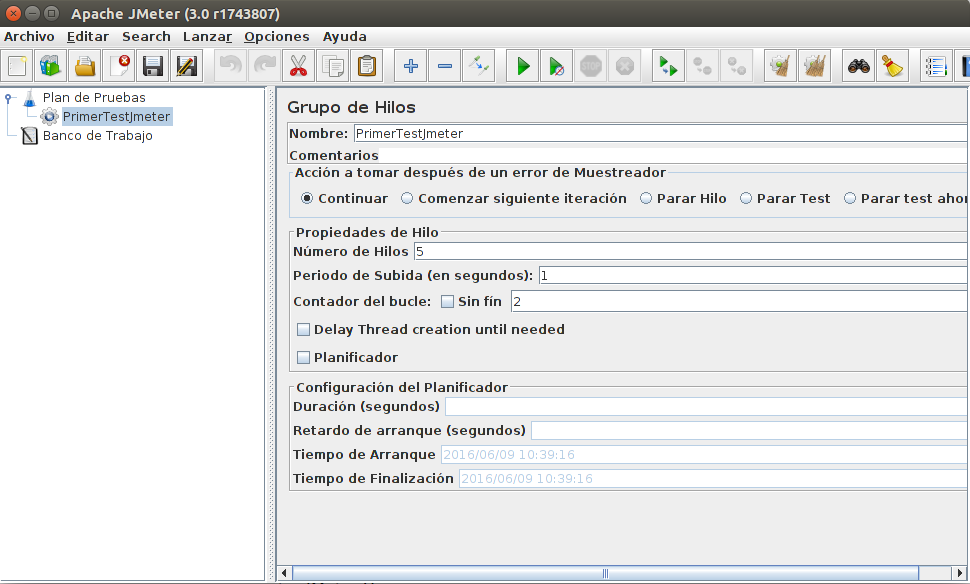 Apache JMeter (3.0 r1743807)
Archivo Editar Search Lanzar Opciones Ayuda
STOP
Plan de Pruebas
PrimerTestJmeter
Banco de Trabajo
Grupo de Hilos
Nombre: PrimerTestJmeter
Comentarios
Acción a tomar después de un error de Muestreador
Continuar Comenzar siguiente iteración Parar Hilo Parar Test Parar test ahor
Propiedades de Hilo
Número de Hilos 5
Periodo de Subida (en segundos): 1
Contador del bucle: Sin fín 2
Delay Thread creation until needed
Planificador
Configuración del Planificador
Duración (segundos)
Retardo de arranque (segundos)
Tiempo de Arranque 2016/06/09 10:39:16
Tiempo de Finalización 2016/06/09 10:39:16